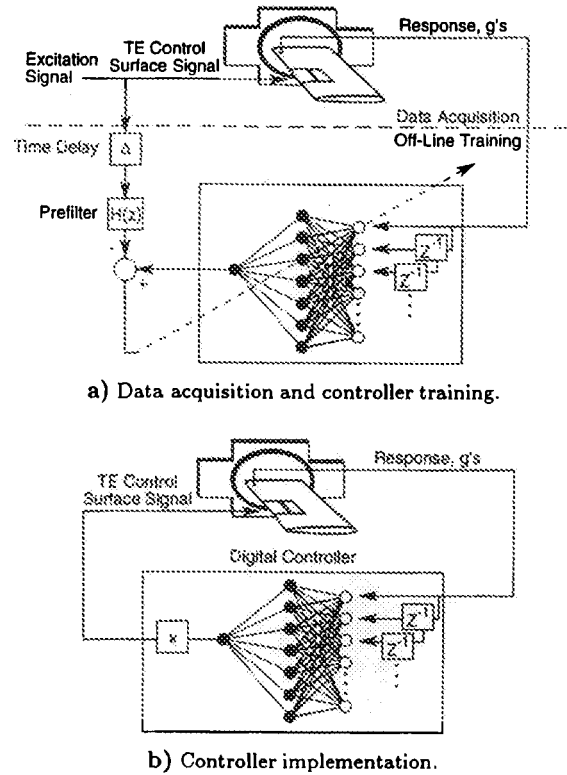 Response, g's
TE Control
Surface Signal
Excitation
Signal
Data Acquisition
Off-Line Training
Time Delay
Δ
Prefilter
H(z)
-
+
Z⁻¹
Z⁻¹
a) Data acquisition and controller training.
Response, g's
TE Control
Surface Signal
Digital Controller
Z⁻¹
Z⁻¹
b) Controller implementation.